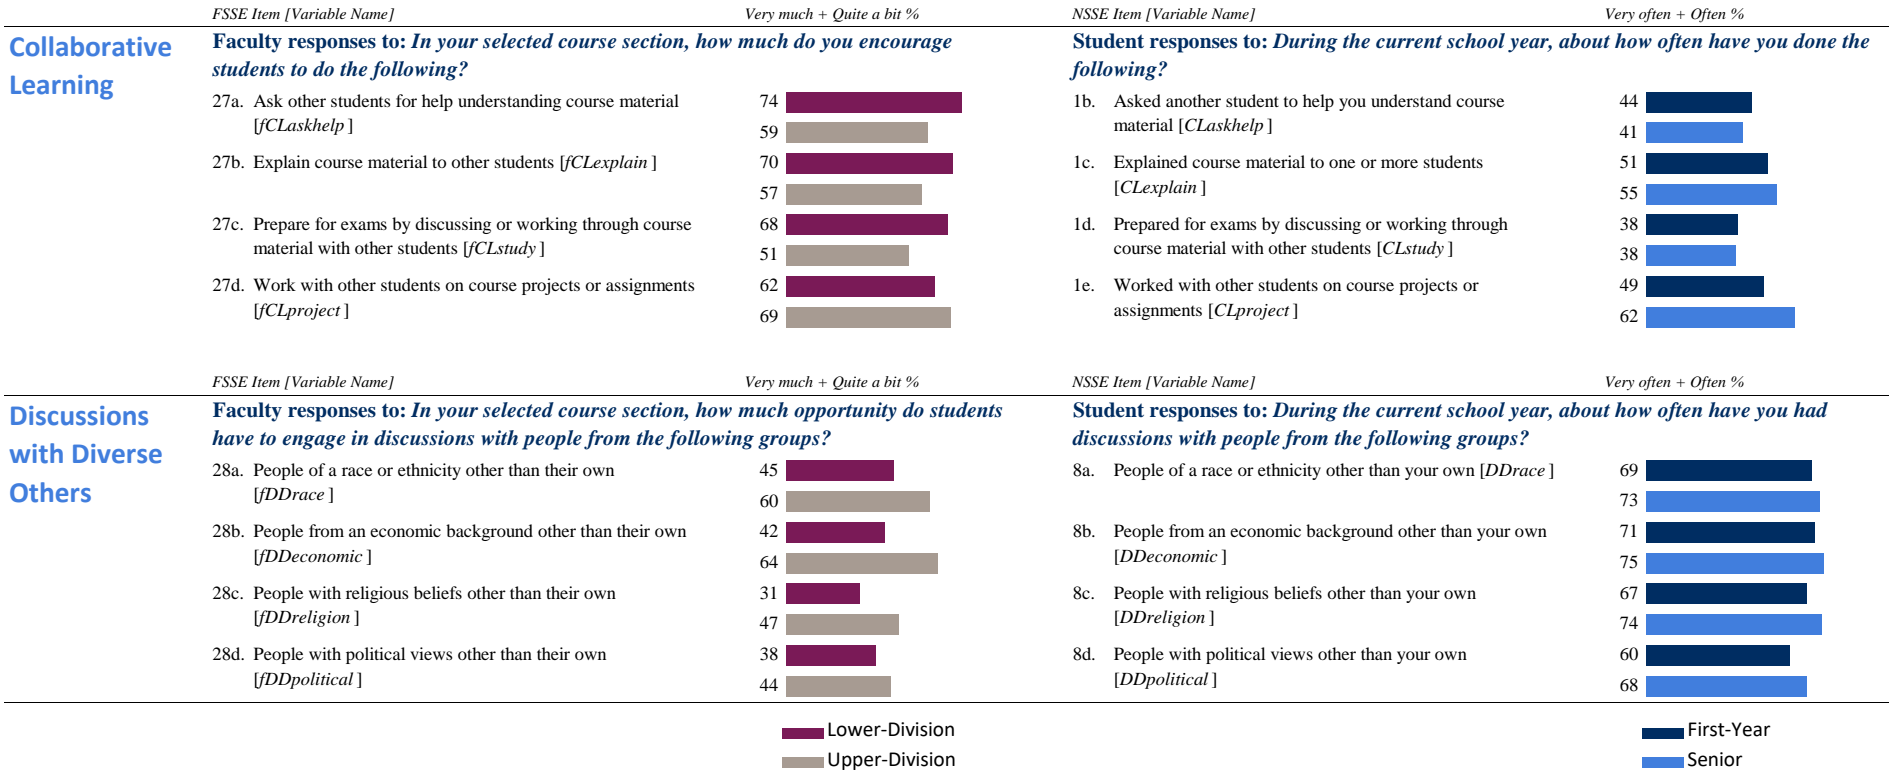 FSSE Item [Variable Name]
Very much + Quite a bit %
NSSE Item [Variable Name]
Very often + Often %
Collaborative
Learning
Faculty responses to: In your selected course section, how much do you encourage
students to do the following?
27a. Ask other students for help understanding course material
[fCLaskhelp ]
74
59
27b. Explain course material to other students [fCLexplain ]
70
57
27c. Prepare for exams by discussing or working through course
material with other students [fCLstudy ]
68
51
27d. Work with other students on course projects or assignments
[fCLproject ]
62
69
Student responses to: During the current school year, about how often have you done the
following?
1b. Asked another student to help you understand course
material [CLaskhelp ]
44
41
1c. Explained course material to one or more students
[CLexplain ]
51
55
1d. Prepared for exams by discussing or working through
course material with other students [CLstudy ]
38
38
1e. Worked with other students on course projects or
assignments [CLproject ]
49
62
FSSE Item [Variable Name]
Very much + Quite a bit %
NSSE Item [Variable Name]
Very often + Often %
Discussions
with Diverse
Others
Faculty responses to: In your selected course section, how much opportunity do students
have to engage in discussions with people from the following groups?
28a. People of a race or ethnicity other than their own
[fDDrace ]
45
60
28b. People from an economic background other than their own
[fDDeconomic ]
42
64
28c. People with religious beliefs other than their own
[fDDreligion ]
31
47
28d. People with political views other than their own
[fDDpolitical ]
38
44
Student responses to: During the current school year, about how often have you had
discussions with people from the following groups?
8a. People of a race or ethnicity other than your own [DDrace ]
69
73
8b. People from an economic background other than your own
[DDeconomic ]
71
75
8c. People with religious beliefs other than your own
[DDreligion ]
67
74
8d. People with political views other than your own
[DDpolitical ]
60
68
Lower-Division
Upper-Division
First-Year
Senior